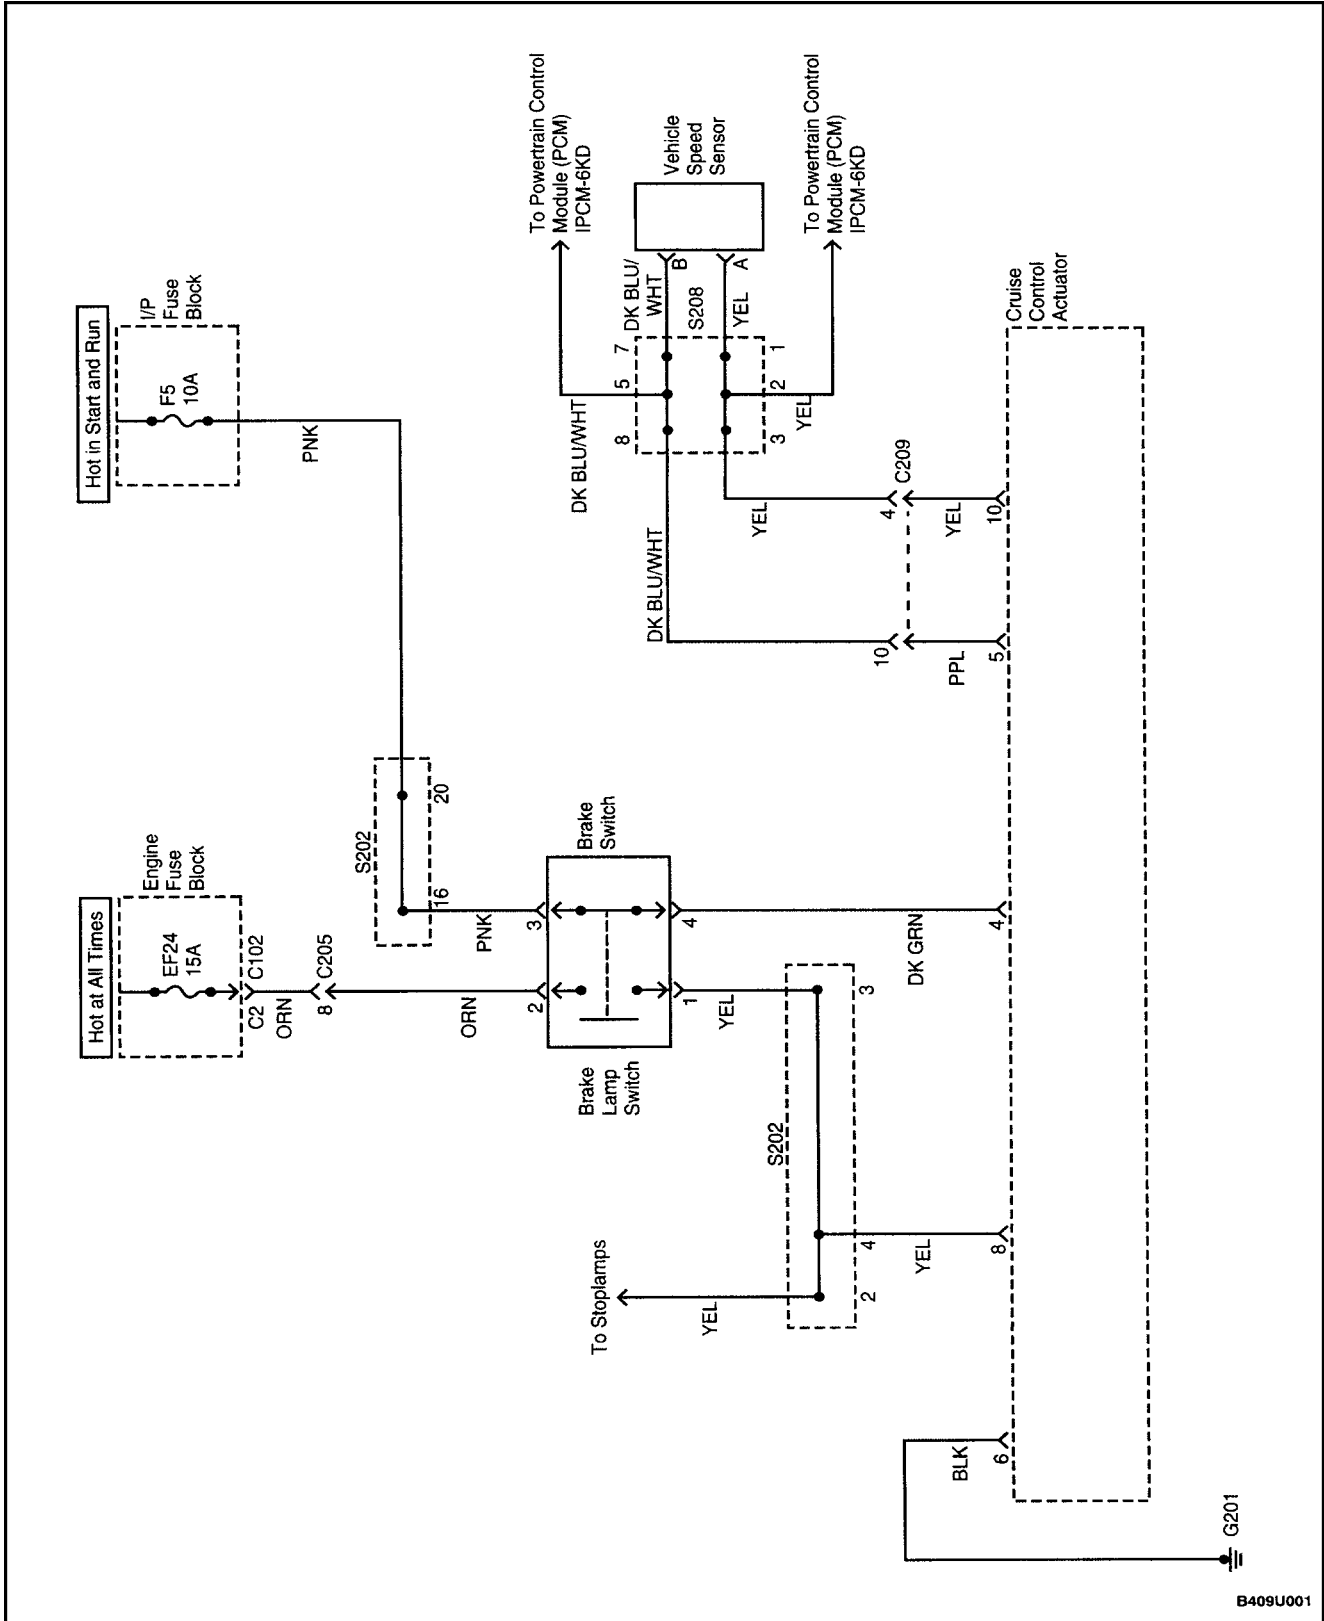 Hot at All Times
Engine
Fuse
Block
EF24
15A
C2
C102
ORN
8
C205
ORN
2
Hot in Start and Run
I/P
Fuse
Block
F5
10A
PNK
S202
20
16
PNK
3
Brake
Switch
Brake
Lamp
Switch
1
YEL
4
DK GRN
4
S202
3
4
2
YEL
8
To Stoplamps
YEL
BLK
6
G201
To Powertrain Control
Module (PCM)
IPCM-6KD
Vehicle
Speed
Sensor
To Powertrain Control
Module (PCM)
IPCM-6KD
B
A
DK BLU/
WHT
S208
YEL
7
5
8
1
2
3
DK BLU/WHT
YEL
DK BLU/WHT
YEL
10
4
C209
PPL
YEL
5
10
Cruise
Control
Actuator
B409U001